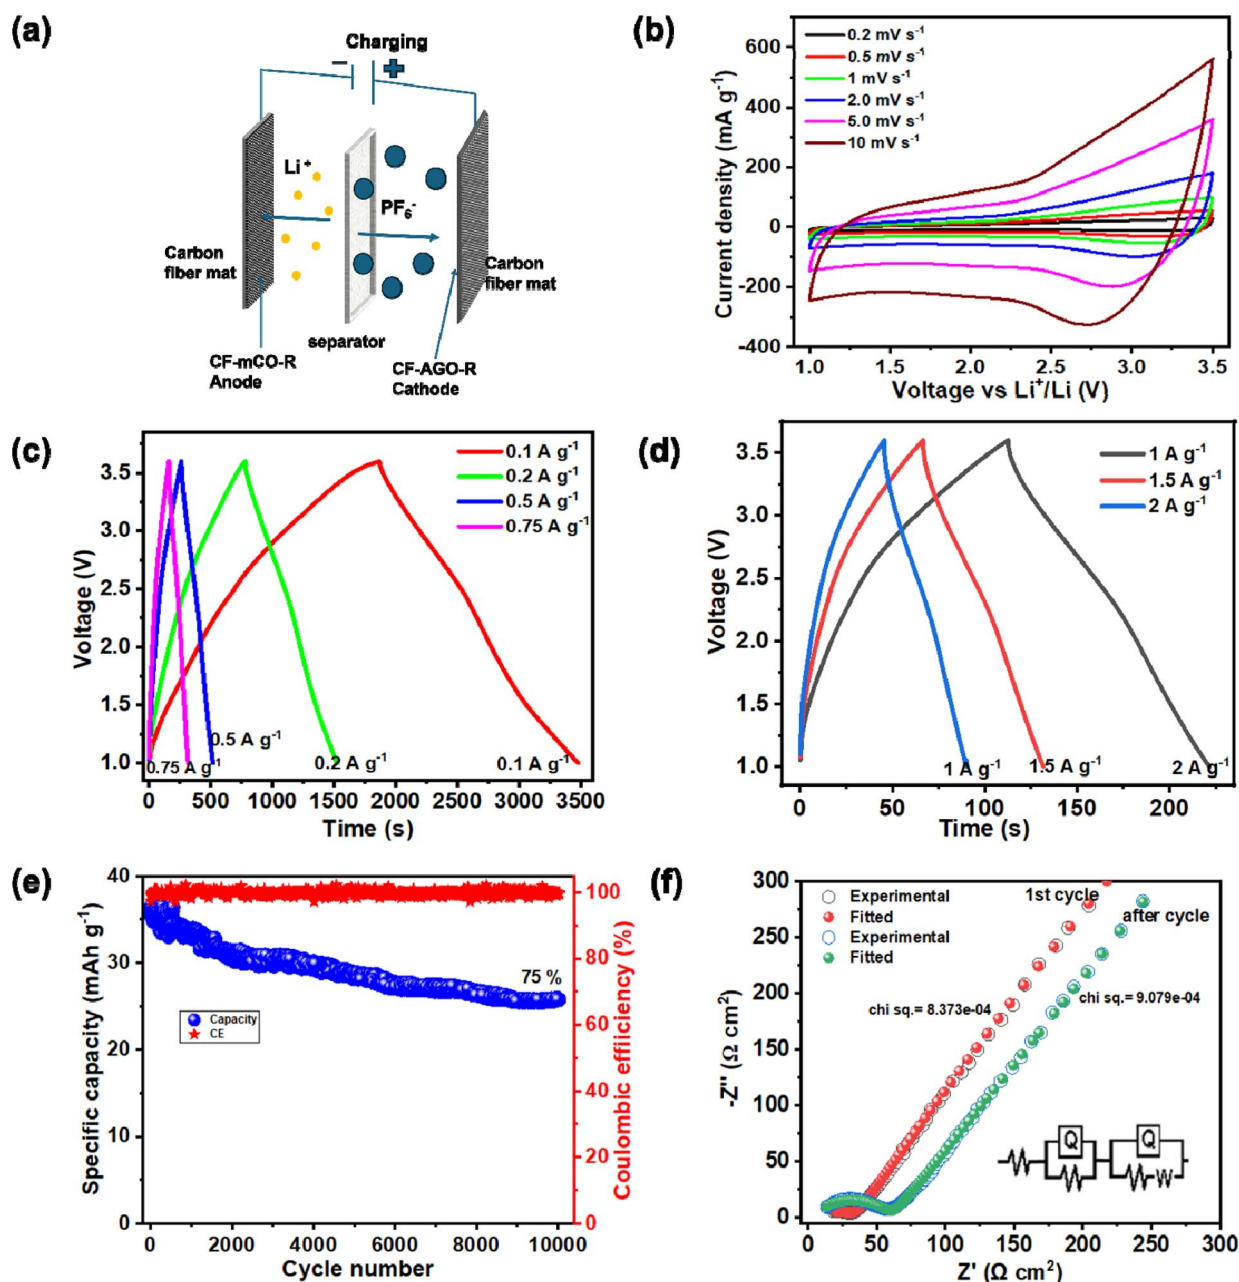 (a)
Charging
−
+
Li+
PF6-
Carbon
fiber mat
Carbon
fiber mat
separator
CF-mCO-R
Anode
CF-AGO-R
Cathode
(b)
0.2 mV s-1
0.5 mV s-1
1 mV s-1
2.0 mV s-1
5.0 mV s-1
10 mV s-1
600
400
200
0
-200
-400
Current density (mA g-1)
1.0 1.5 2.0 2.5 3.0 3.5
Voltage vs Li+/Li (V)
(c)
0.1 A g-1
0.2 A g-1
0.5 A g-1
0.75 A g-1
3.5
3.0
2.5
2.0
1.5
1.0
Voltage (V)
0.5 A g-1
0.75 A g-1
0.2 A g-1
0.1 A g-1
0 500 1000 1500 2000 2500 3000 3500
Time (s)
(d)
1 A g-1
1.5 A g-1
2 A g-1
3.5
3.0
2.5
2.0
1.5
1.0
Voltage (V)
1 A g-1
1.5 A g-1
2 A g-1
0 50 100 150 200
Time (s)
(e)
40
30
20
30
10
0
Specific capacity (mAh g-1)
75 %
Capacity
CE
100
80
60
40
20
0
Coulombic effiiciency (%)
0 2000 4000 6000 8000 10000
Cycle number
(f)
Experimental
Fitted
Experimental
Fitted
1st cycle
after cycle
chi sq.= 8.373e-04
chi sq.= 9.079e-04
300
250
200
150
100
50
0
-Z'' (Ω cm2)
Q
Q
W
0 50 100 150 200 250 300
Z' (Ω cm2)